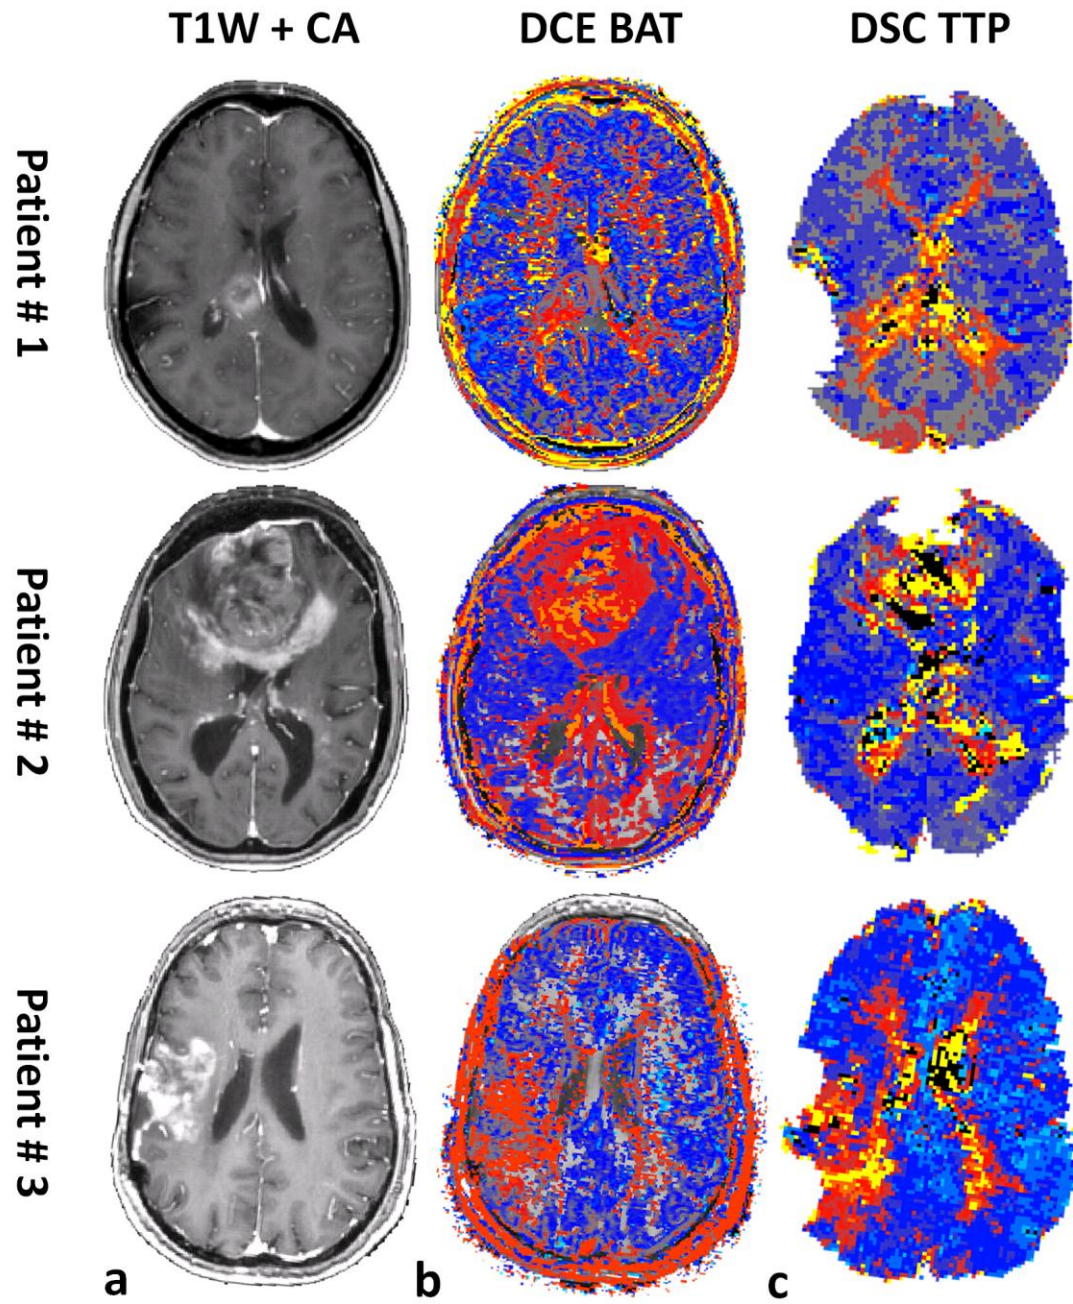 T1W + CA DCE BAT DSC TTP
Patient # 1
Patient # 2
Patient # 3
a b c